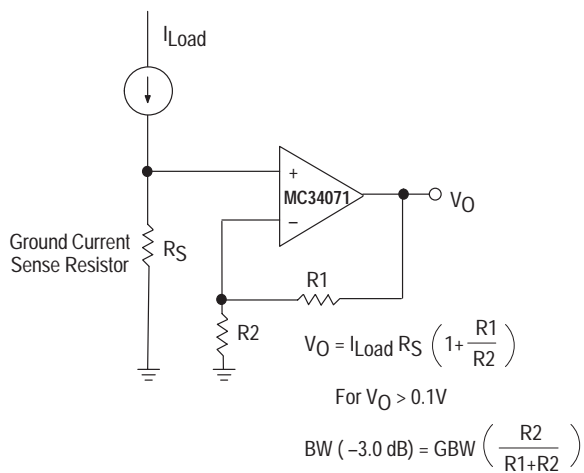 ILoad
+
MC34071
−
VO
Ground Current
Sense Resistor
RS
R1
R2
VO = ILoad RS (1+ R1/R2)
For VO > 0.1V
BW ( −3.0 dB) = GBW ( R2/R1+R2 )